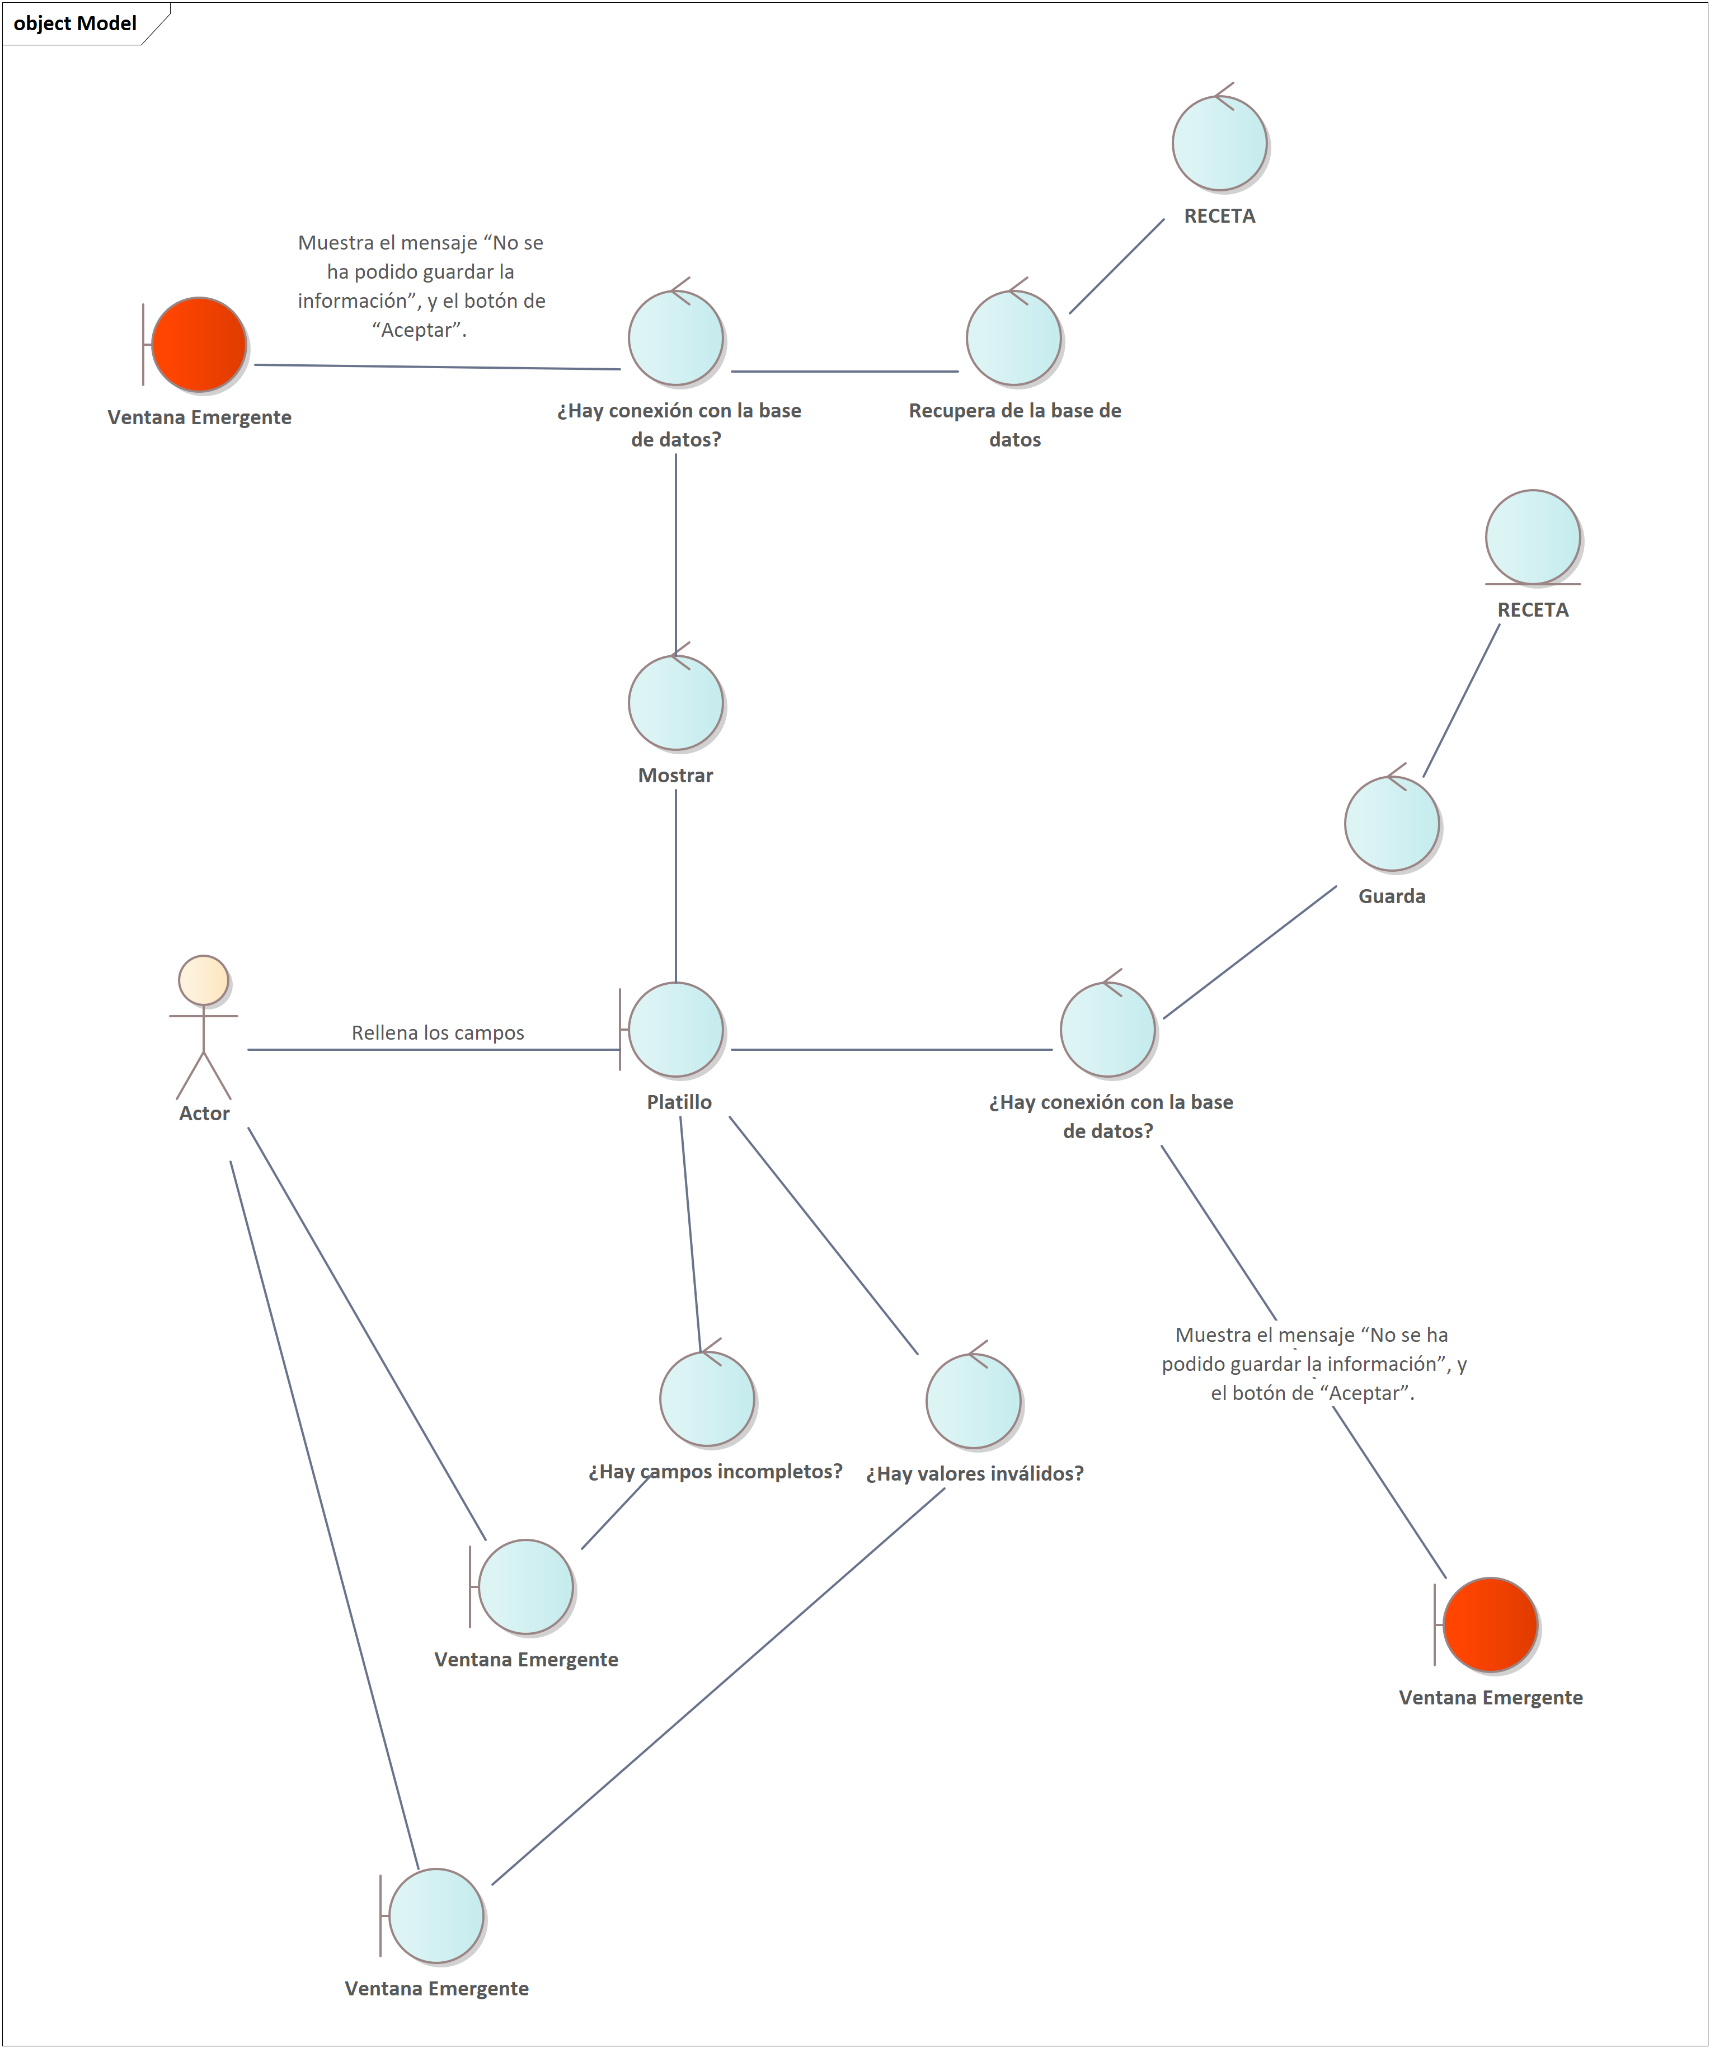 object Model
RECETA
Muestra el mensaje “No se
ha podido guardar la
información”, y el botón de
“Aceptar”.
Ventana Emergente
¿Hay conexión con la base
de datos?
Recupera de la base de
datos
RECETA
Mostrar
Guarda
Rellena los campos
Actor
Platillo
¿Hay conexión con la base
de datos?
Muestra el mensaje “No se ha
podido guardar la información”, y
el botón de “Aceptar”.
¿Hay campos incompletos?
¿Hay valores inválidos?
Ventana Emergente
Ventana Emergente
Ventana Emergente